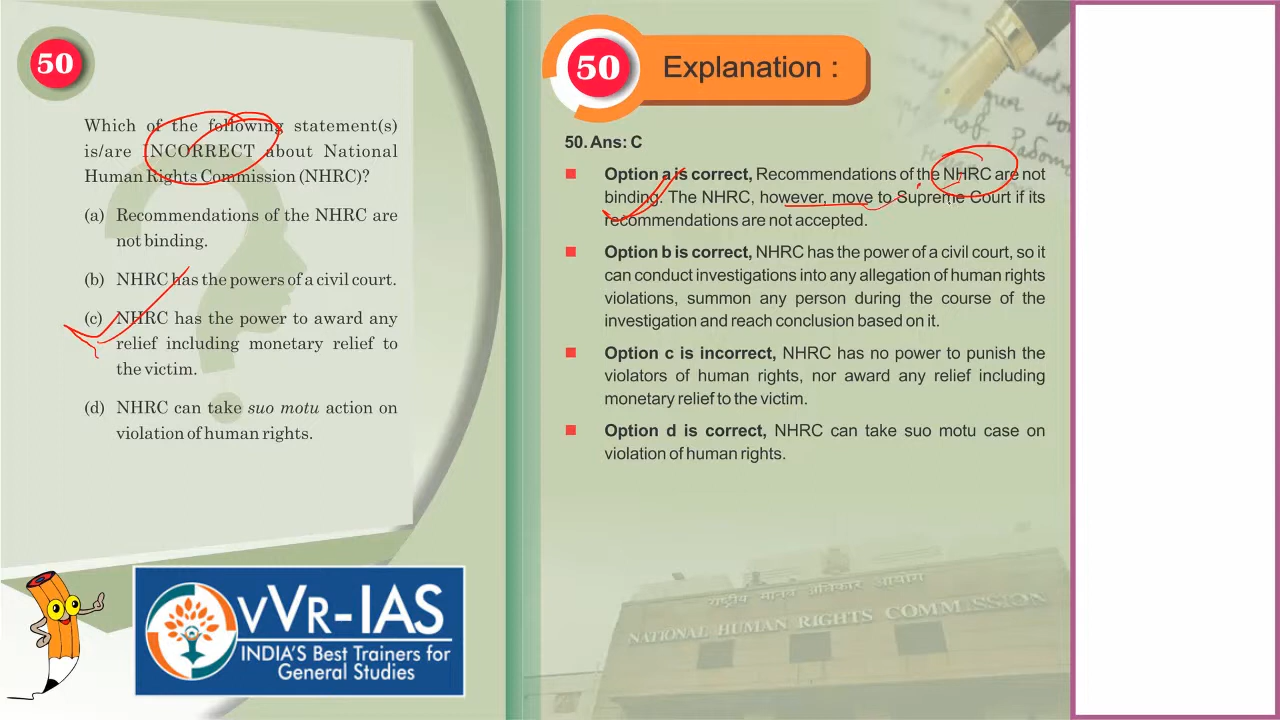 50
Which of the following statement(s)
is/are INCORRECT about National
Human Rights Commission (NHRC)?
(a) Recommendations of the NHRC are
not binding.
(b) NHRC has the powers of a civil court.
(c) NHRC has the power to award any
relief including monetary relief to
the victim.
(d) NHRC can take suo motu action on
violation of human rights.
vVr-IAS
INDIA'S Best Trainers for
General Studies
50 Explanation :
50. Ans: C
Option a is correct, Recommendations of the NHRC are not
binding. The NHRC, however, move to Supreme Court if its
recommendations are not accepted.
Option b is correct, NHRC has the power of a civil court, so it
can conduct investigations into any allegation of human rights
violations, summon any person during the course of the
investigation and reach conclusion based on it.
Option c is incorrect, NHRC has no power to punish the
violators of human rights, nor award any relief including
monetary relief to the victim.
Option d is correct, NHRC can take suo motu case on
violation of human rights.
राष्ट्रीय मानव अधिकार आयोग
NATIONAL HUMAN RIGHTS COMMISSION